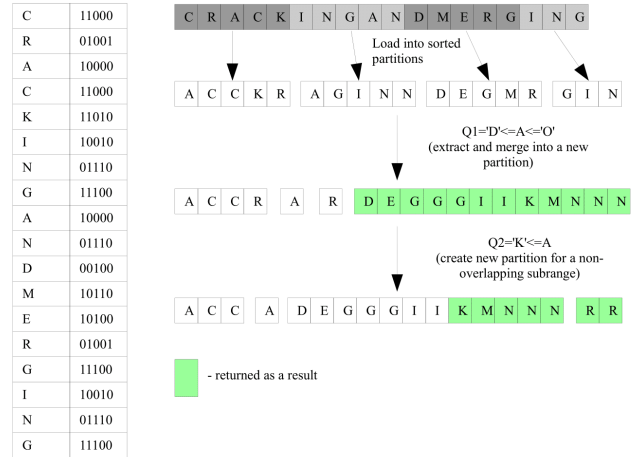 C 11000
R 01001
A 10000
C 11000
K 11010
I 10010
N 01110
G 11100
A 10000
N 01110
D 00100
M 10110
E 10100
R 01001
G 11100
I 10010
N 01110
G 11100
C R A C K I N G A N D M E R G I N G
Load into sorted
partitions
A C C K R A G I N N D E G M R G I N
Q1='D'<=A<='O'
(extract and merge into a new
partition)
A C C R A R D E G G G I I K M N N N
Q2='K'<=A
(create new partition for a non-
overlapping subrange)
A C C A D E G G G I I K M N N N R R
- returned as a result